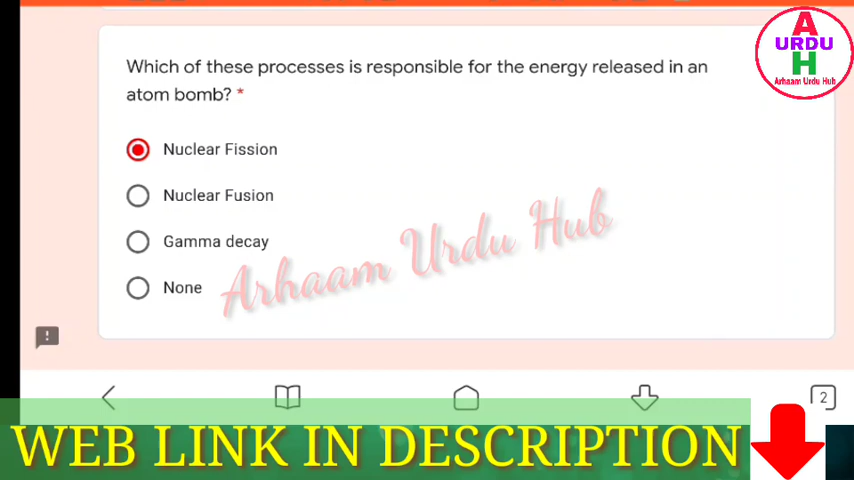 A
URDU
H
Arhaam Urdu Hub
Which of these processes is responsible for the energy released in an
atom bomb? *
Nuclear Fission
Nuclear Fusion
Gamma decay
None
Arhaam Urdu Hub
!
2
WEB LINK IN DESCRIPTION